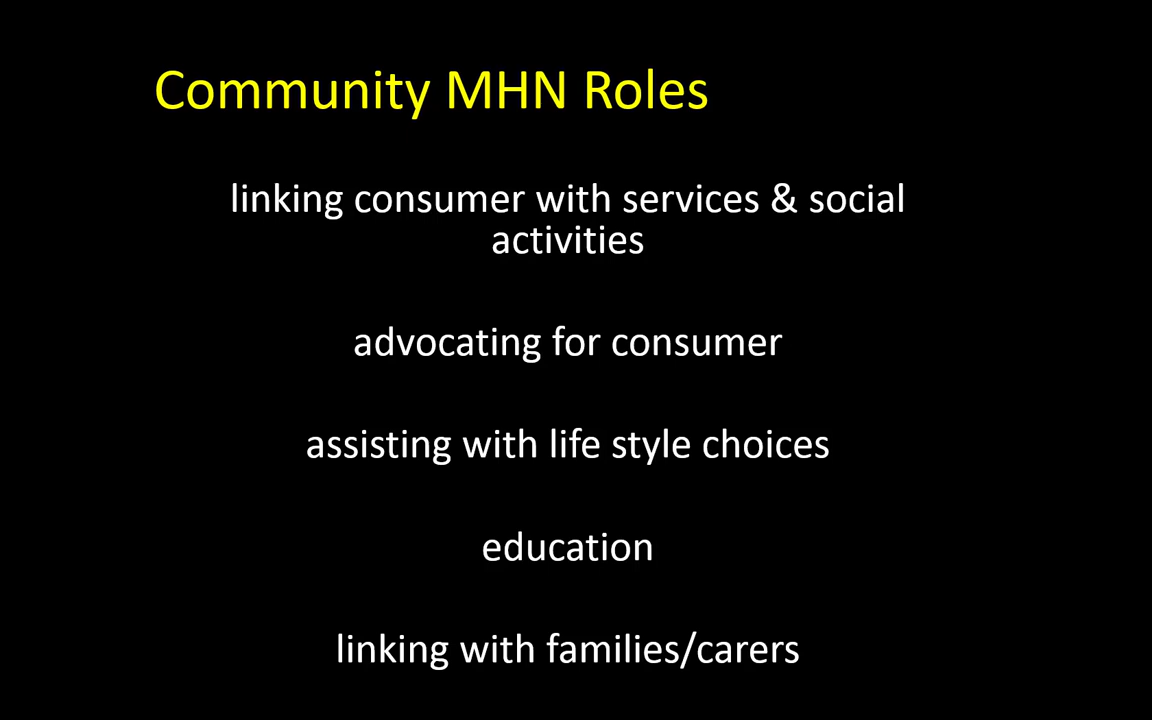 Community MHN Roles
linking consumer with services & social
activities
advocating for consumer
assisting with life style choices
education
linking with families/carers